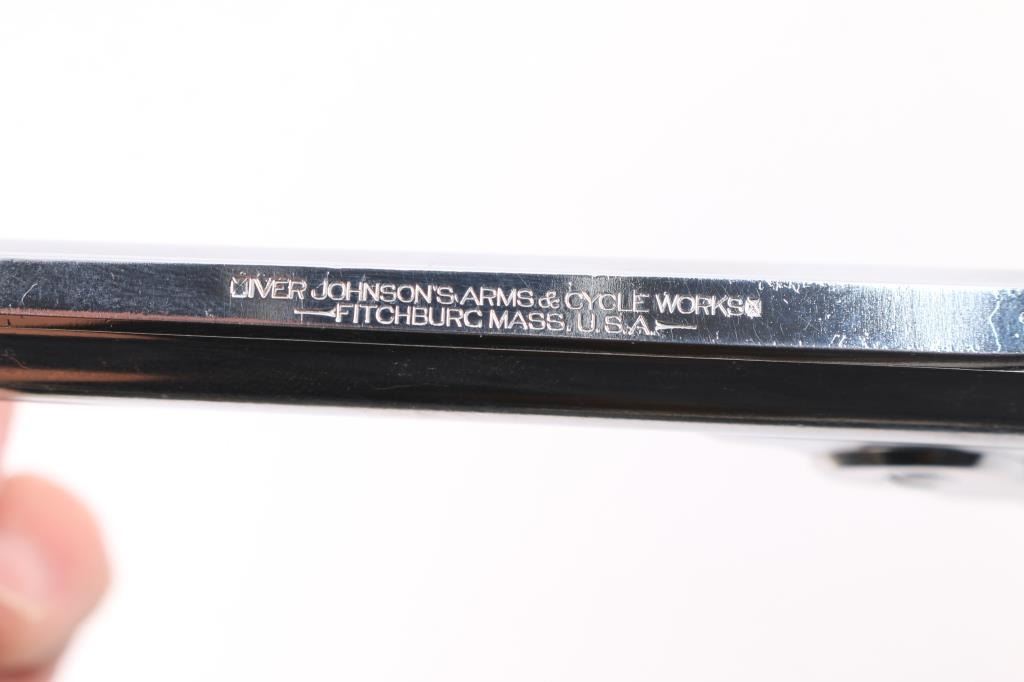 IVER JOHNSON'S ARMS & CYCLE WORKS
FITCHBURG MASS. U.S.A.